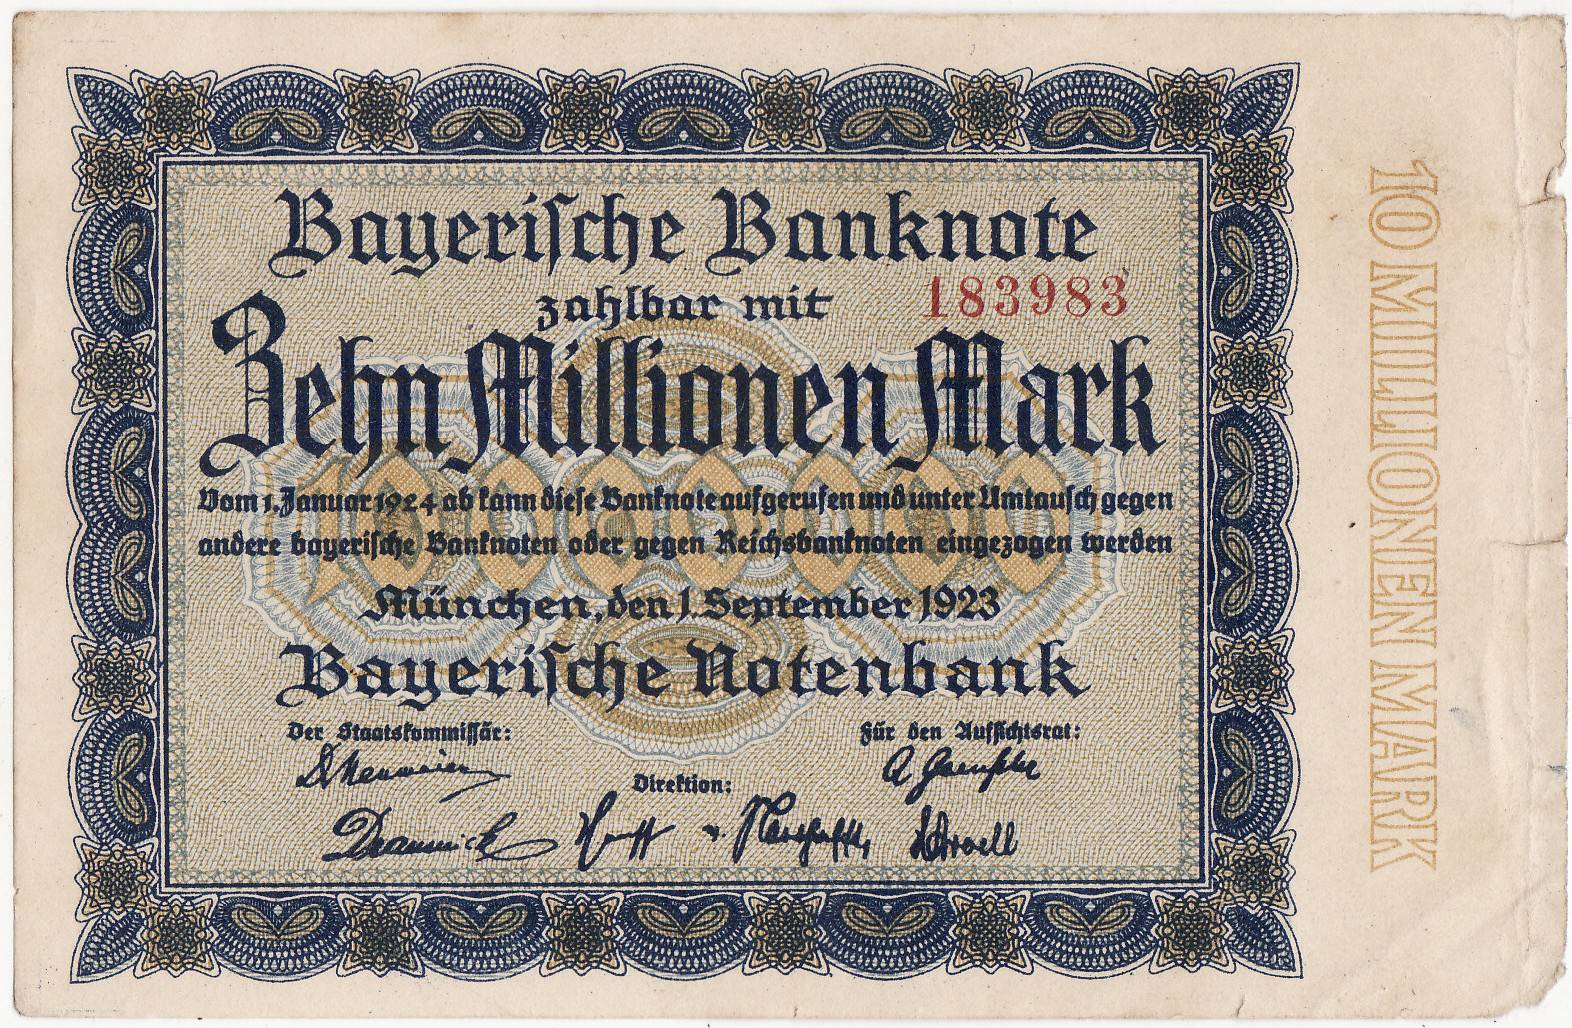 Bayerische Banknote
zahlbar mit
183983
Zehn Millionen Mark
10000000
Vom 1. Januar 1924 ab kann diese Banknote aufgerufen und unter Umtausch gegen
andere bayerische Banknoten oder gegen Reichsbanknoten eingezogen werden
München, den 1. September 1923
Bayerische Notenbank
Der Staatskommissär:
Für den Aufsichtsrat:
Direktion:
10 MILLIONEN MARK